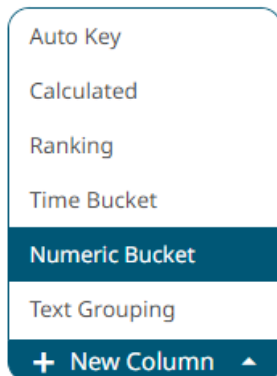 Auto Key
Calculated
Ranking
Time Bucket
Numeric Bucket
Text Grouping
+ New Column